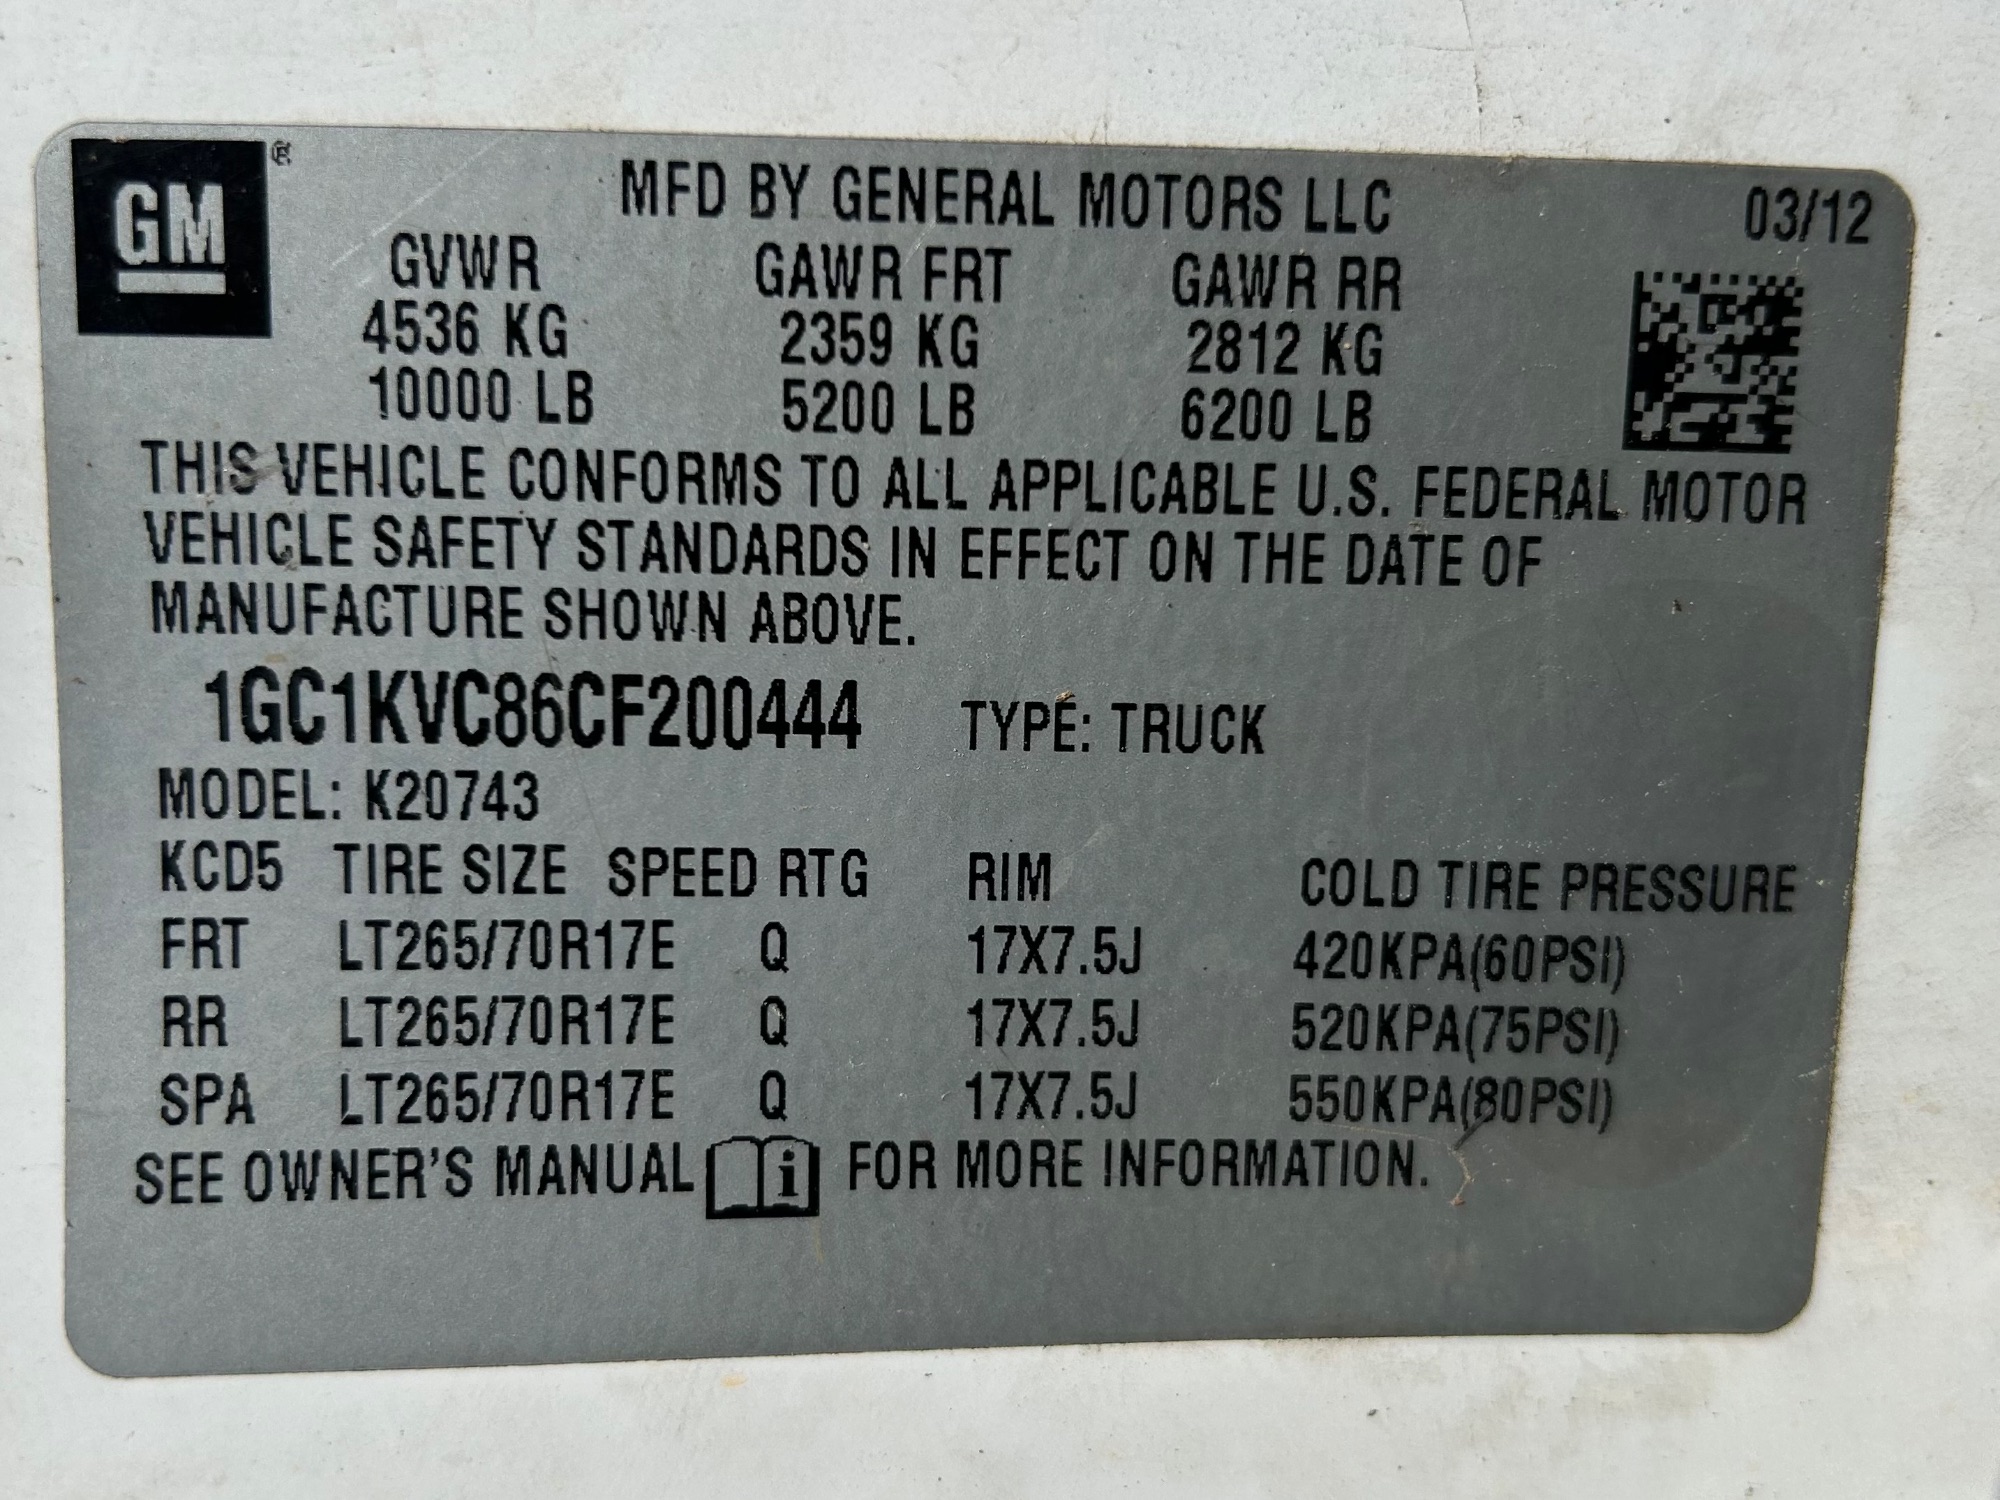 GM ®
MFD BY GENERAL MOTORS LLC 03/12
GVWR GAWR FRT GAWR RR
4536 KG 2359 KG 2812 KG
10000 LB 5200 LB 6200 LB
THIS VEHICLE CONFORMS TO ALL APPLICABLE U.S. FEDERAL MOTOR
VEHICLE SAFETY STANDARDS IN EFFECT ON THE DATE OF
MANUFACTURE SHOWN ABOVE.
1GC1KVC86CF200444 TYPE: TRUCK
MODEL: K20743
KCD5 TIRE SIZE SPEED RTG RIM COLD TIRE PRESSURE
FRT LT265/70R17E Q 17X7.5J 420KPA(60PSI)
RR LT265/70R17E Q 17X7.5J 520KPA(75PSI)
SPA LT265/70R17E Q 17X7.5J 550KPA(80PSI)
SEE OWNER'S MANUAL i FOR MORE INFORMATION.